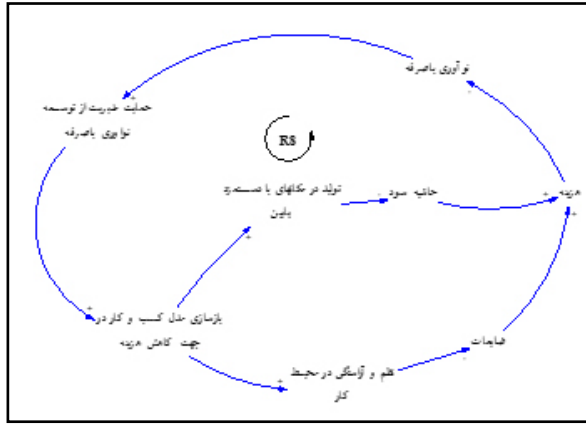 نوآوری باصرفه
حمایت مدیریت از توسعه
نوآوری باصرفه
R8
تولید در مکانهای با دستمزد
پایین
حاشیه سود
هزینه
بازسازی مدل کسب و کار در
جهت کاهش هزینه
ضایعات
نظم و آراستگی در محیط
کار